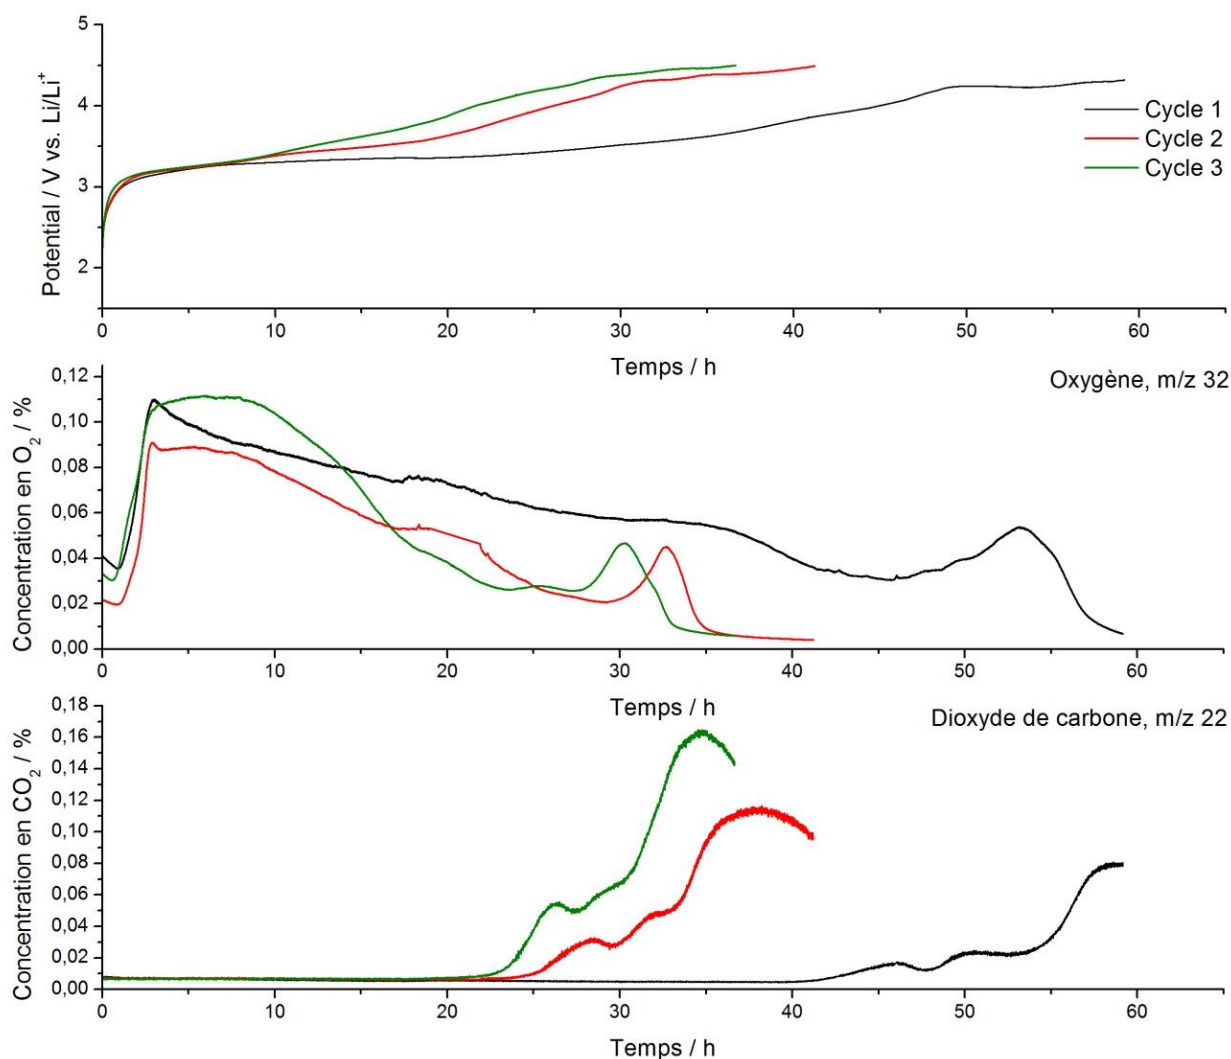 Potential / V vs. Li/Li⁺
5
4
3
2
Cycle 1
Cycle 2
Cycle 3
0 10 20 30 40 50 60
Temps / h
Oxygène, m/z 32
Concentration en O₂ / %
0,12
0,10
0,08
0,06
0,04
0,02
0,00
0 10 20 30 40 50 60
Temps / h
Dioxyde de carbone, m/z 22
Concentration en CO₂ / %
0,18
0,16
0,14
0,12
0,10
0,08
0,06
0,04
0,02
0,00
0 10 20 30 40 50 60
Temps / h